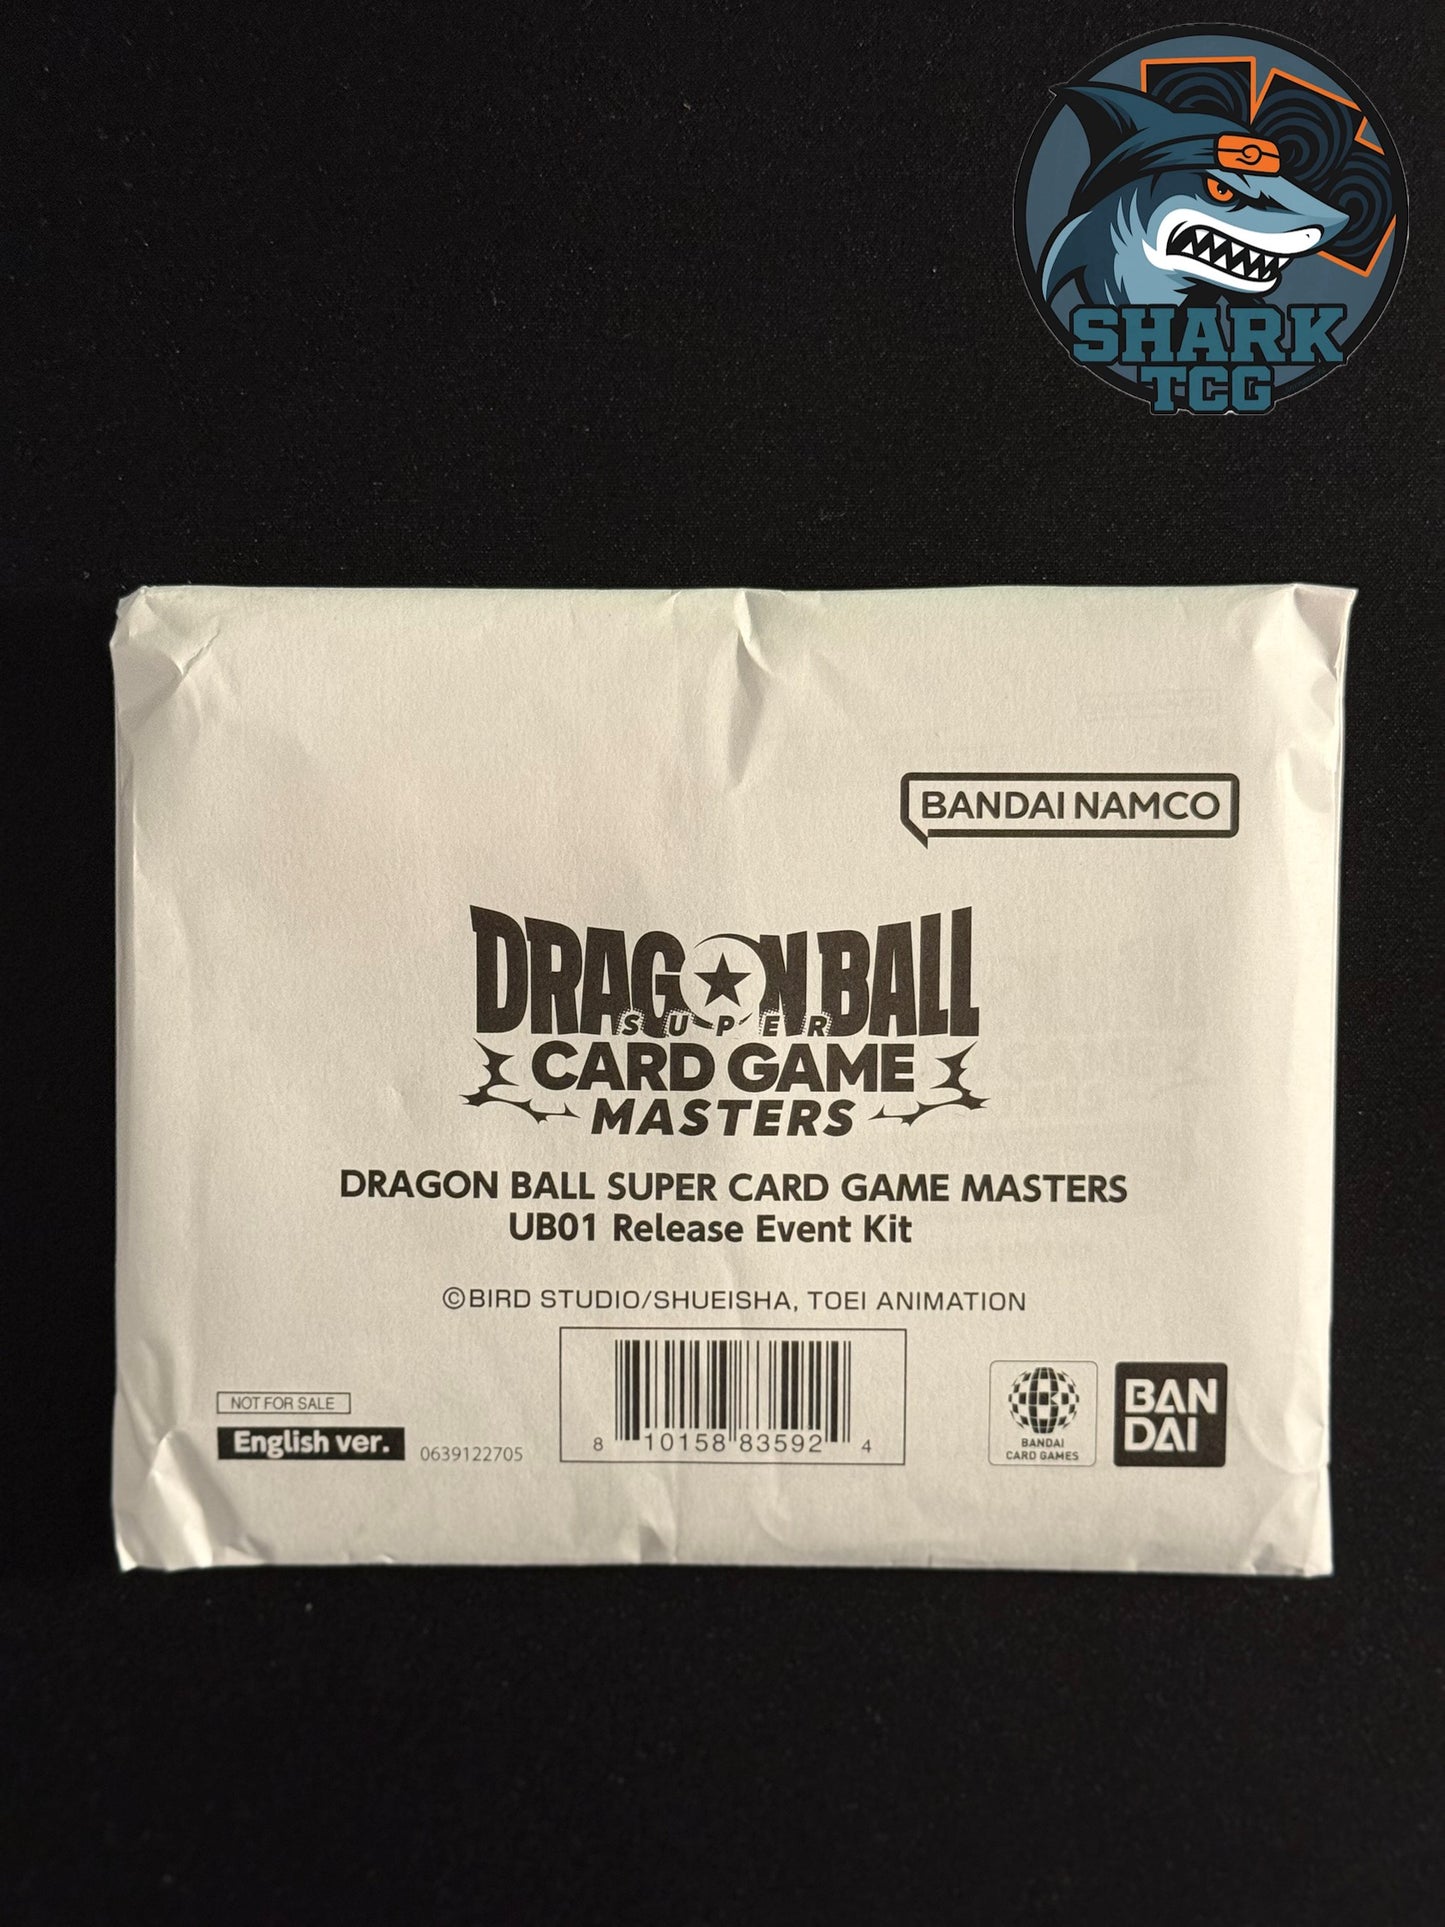 SHARK
TCG
BANDAI NAMCO
DRAGON BALL
SUPER
CARD GAME
MASTERS
DRAGON BALL SUPER CARD GAME MASTERS
UB01 Release Event Kit
©BIRD STUDIO/SHUEISHA, TOEI ANIMATION
NOT FOR SALE
English ver.
0639122705
8 10158 83592 4
BANDAI
CARD GAMES
BAN
DAI